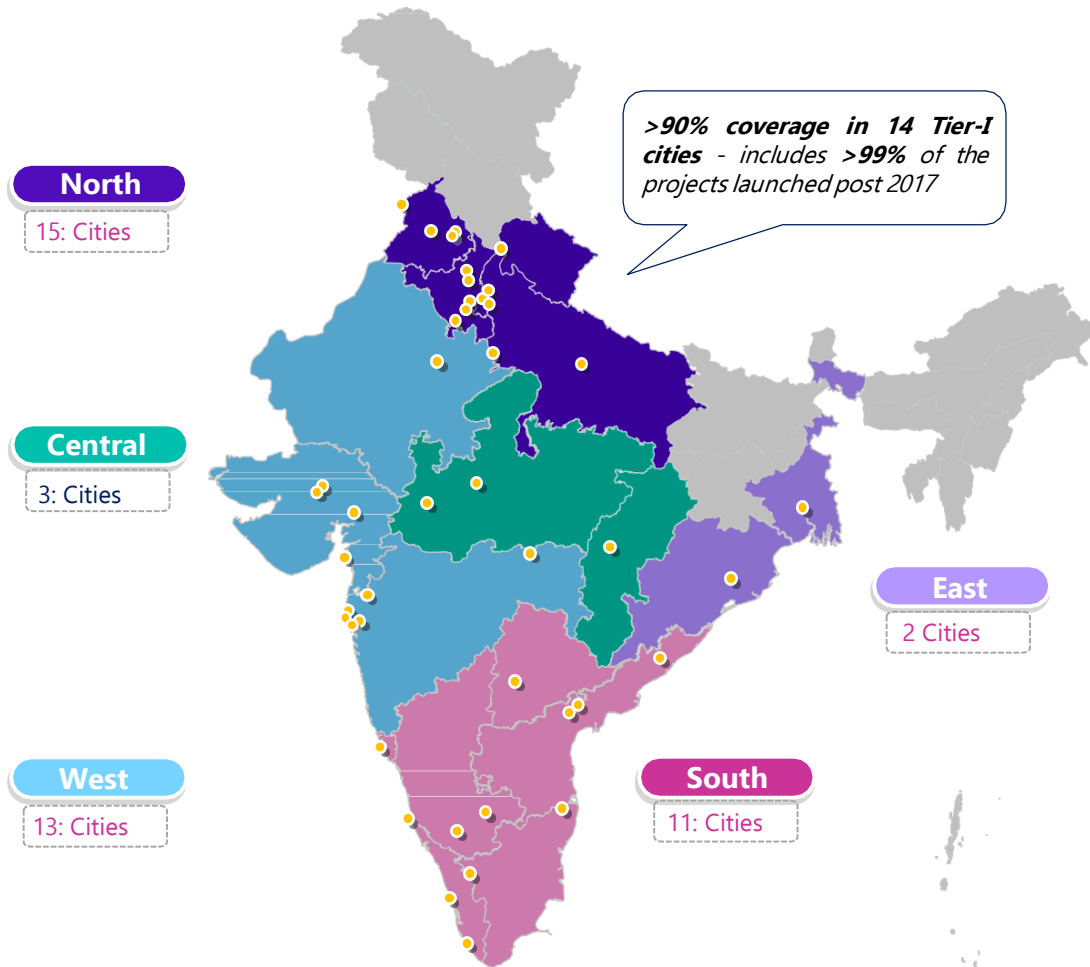 >90% coverage in 14 Tier-I
cities - includes >99% of the
projects launched post 2017
North
15: Cities
Central
3: Cities
East
2 Cities
West
13: Cities
South
11: Cities